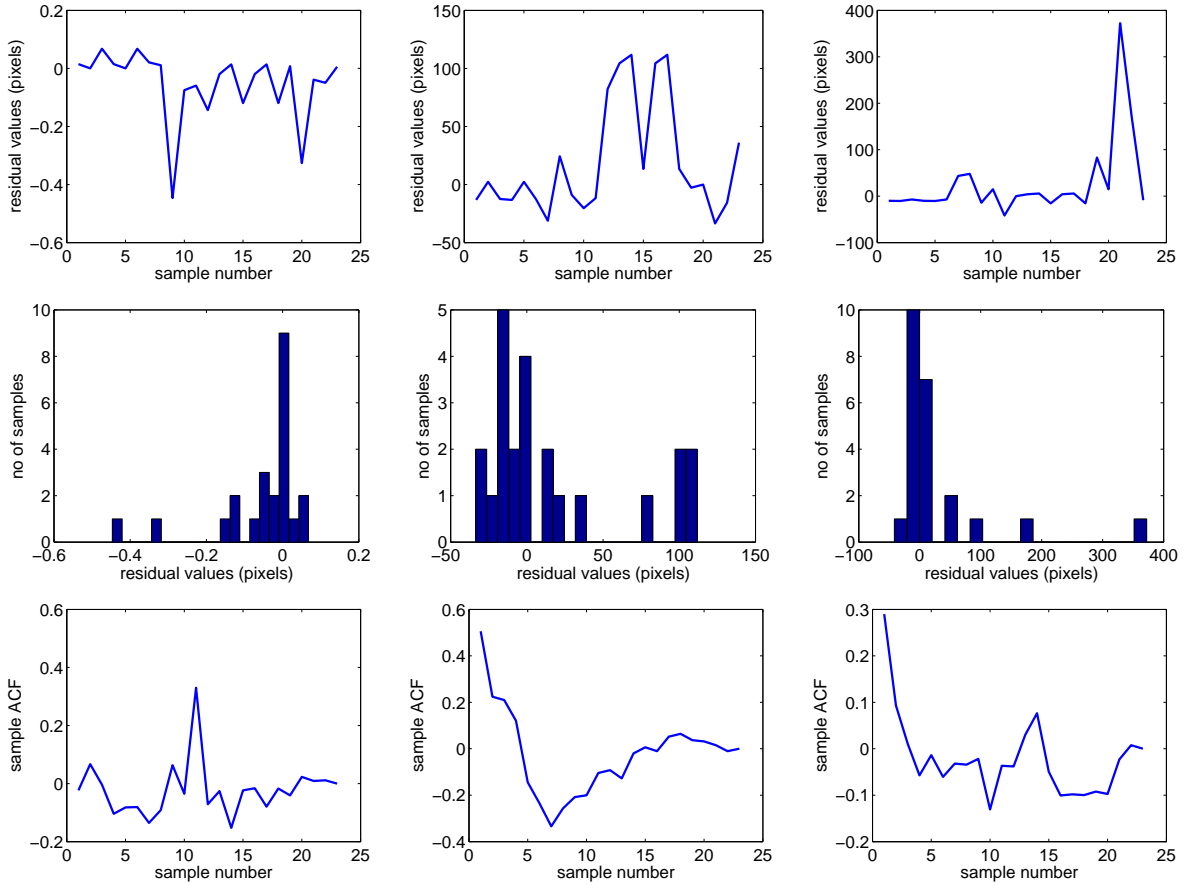 residual values (pixels)
0.2
0
−0.2
−0.4
−0.6
0 5 10 15 20 25
sample number
residual values (pixels)
150
100
50
0
−50
0 5 10 15 20 25
sample number
residual values (pixels)
400
300
200
100
0
−100
0 5 10 15 20 25
sample number
no of samples
10
8
6
4
2
0
−0.6 −0.4 −0.2 0 0.2
residual values (pixels)
no of samples
5
4
3
2
1
0
−50 0 50 100 150
residual values (pixels)
no of samples
10
8
6
4
2
0
−100 0 100 200 300 400
residual values (pixels)
sample ACF
0.6
0.4
0.2
0
−0.2
0 5 10 15 20 25
sample number
sample ACF
0.6
0.4
0.2
0
−0.2
−0.4
0 5 10 15 20 25
sample number
sample ACF
0.3
0.2
0.1
0
−0.1
−0.2
0 5 10 15 20 25
sample number